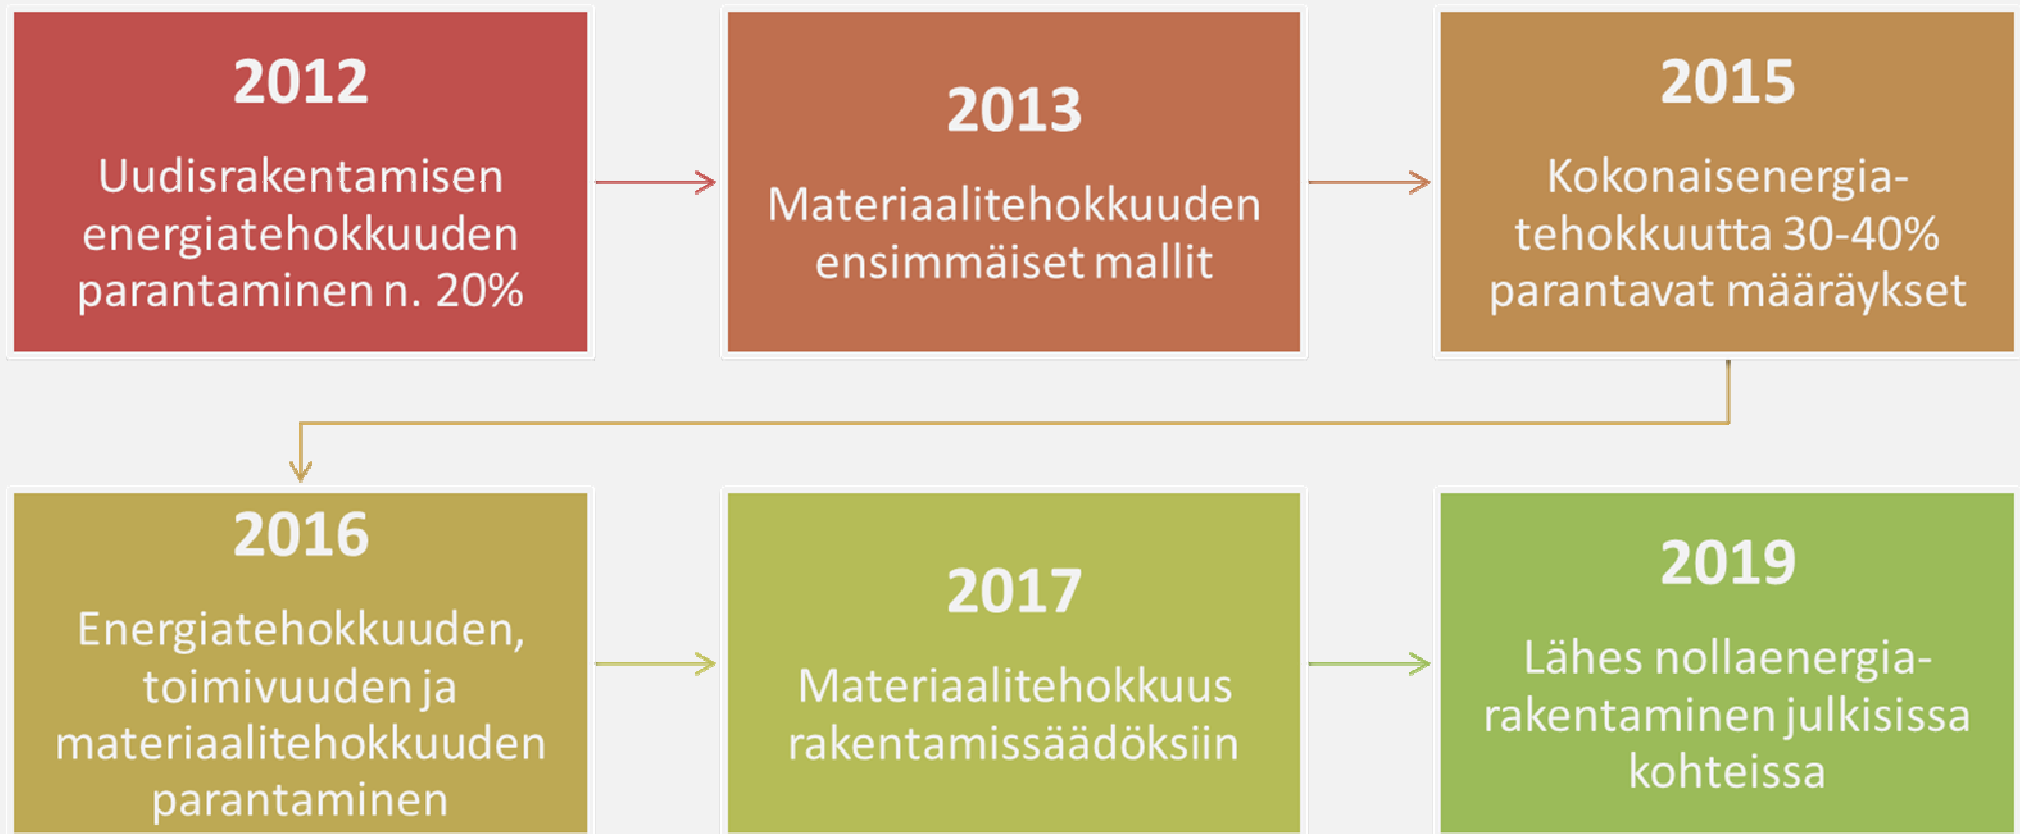 2012
Uudisrakentamisen
energiatehokkuuden
parantaminen n. 20%
2013
Materiaalitehokkuuden
ensimmäiset mallit
2015
Kokonaisenergia-
tehokkuutta 30-40%
parantavat määräykset
2016
Energiatehokkuuden,
toimivuuden ja
materiaalitehokkuuden
parantaminen
2017
Materiaalitehokkuus
rakentamissäädöksiin
2019
Lähes nollaenergia-
rakentaminen julkisissa
kohteissa